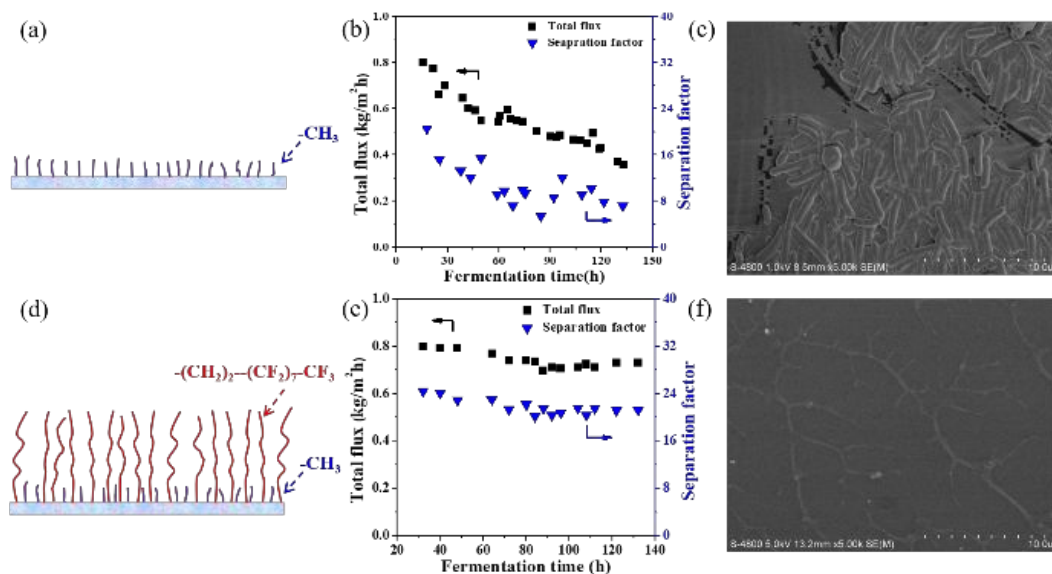 (a)
-CH3
(b)
Total flux
Seapration factor
Total flux (kg/m²h)
1.0
0.8
0.6
0.4
0.2
0.0
0
30
60
90
120
150
Fermentation time(h)
40
32
24
16
8
0
Separation factor
(c)
S-4800 1.0kV 8.5mm x5.00k SE(M)
10.0u
(d)
-(CH2)2-(CF2)7-CF3
-CH3
(e)
Total flux
Separation factor
Total flux (kg/m²h)
1.0
0.8
0.6
0.4
0.2
0.0
20
40
60
80
100
120
140
Fermentation time (h)
40
32
24
16
8
0
Separation factor
(f)
S-4800 5.0kV 13.2mm x5.00k SE(M)
10.0u